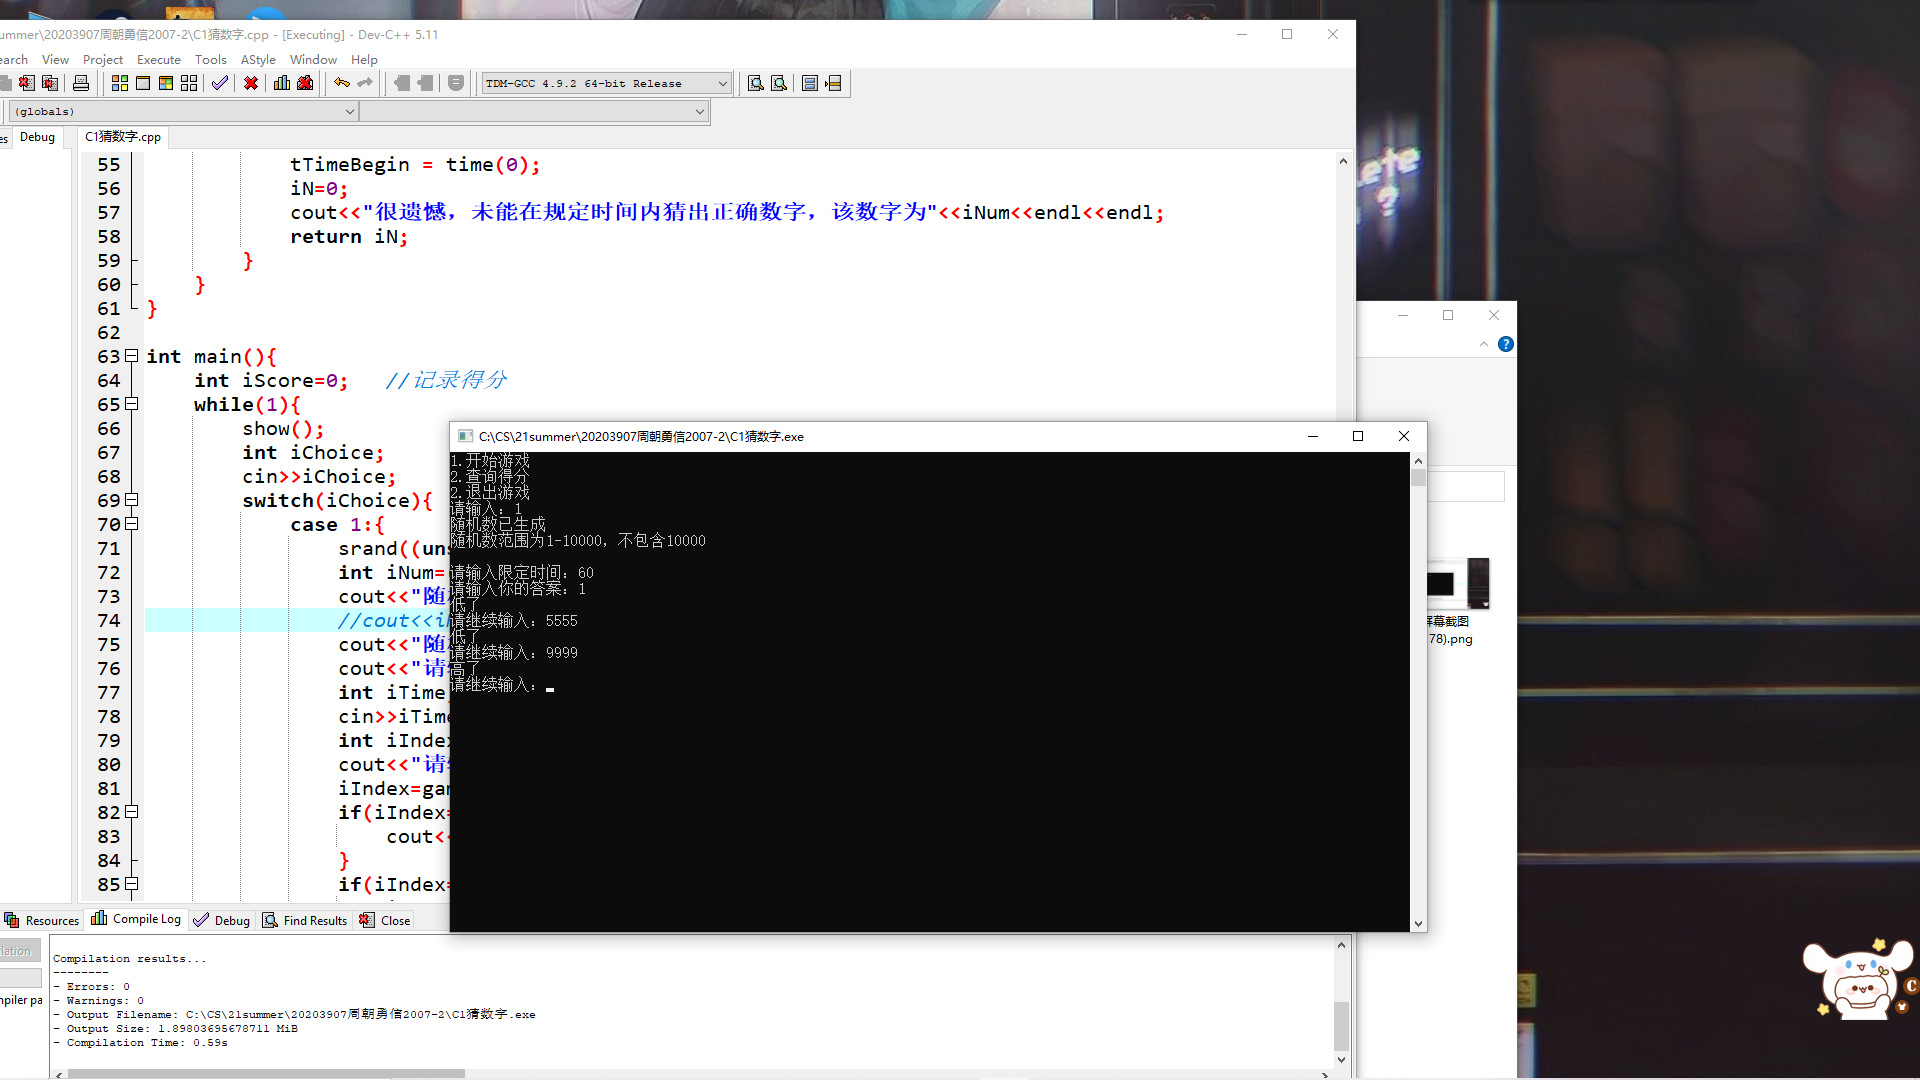 ummer\20203907周朝勇信2007-2\C1猜数字.cpp - [Executing] - Dev-C++ 5.11
earch View Project Execute Tools AStyle Window Help
TDM-GCC 4.9.2 64-bit Release
(globals)
es Debug C1猜数字.cpp
55 tTimeBegin = time(0);
56 iN=0;
57 cout<<"很遗憾，未能在规定时间内猜出正确数字，该数字为"<<iNum<<endl<<endl;
58 return iN;
59 }
60 }
61 }
62
63 int main(){
64 int iScore=0; //记录得分
65 while(1){
66 show();
67 int iChoice;
68 cin>>iChoice;
69 switch(iChoice){
70 case 1:{
71 srand((uns
72 int iNum=
73 cout<<"随
74 //cout<<i
75 cout<<"随
76 cout<<"请
77 int iTime
78 cin>>iTime
79 int iIndex
80 cout<<"请
81 iIndex=gam
82 if(iIndex=
83 cout<<
84 }
85 if(iIndex=
C:\CS\21summer\20203907周朝勇信2007-2\C1猜数字.exe
1.开始游戏
2.查询得分
2.退出游戏
请输入：1
随机数已生成
随机数范围为1-10000，不包含10000
请输入限定时间：60
请输入你的答案：1
低了
请继续输入：5555
低了
请继续输入：9999
高了
请继续输入：
屏幕截图
78).png
Resources Compile Log Debug Find Results Close
lation
mpiler pa
Compilation results...
--------
- Errors: 0
- Warnings: 0
- Output Filename: C:\CS\21summer\20203907周朝勇信2007-2\C1猜数字.exe
- Output Size: 1.89803695678711 MiB
- Compilation Time: 0.59s